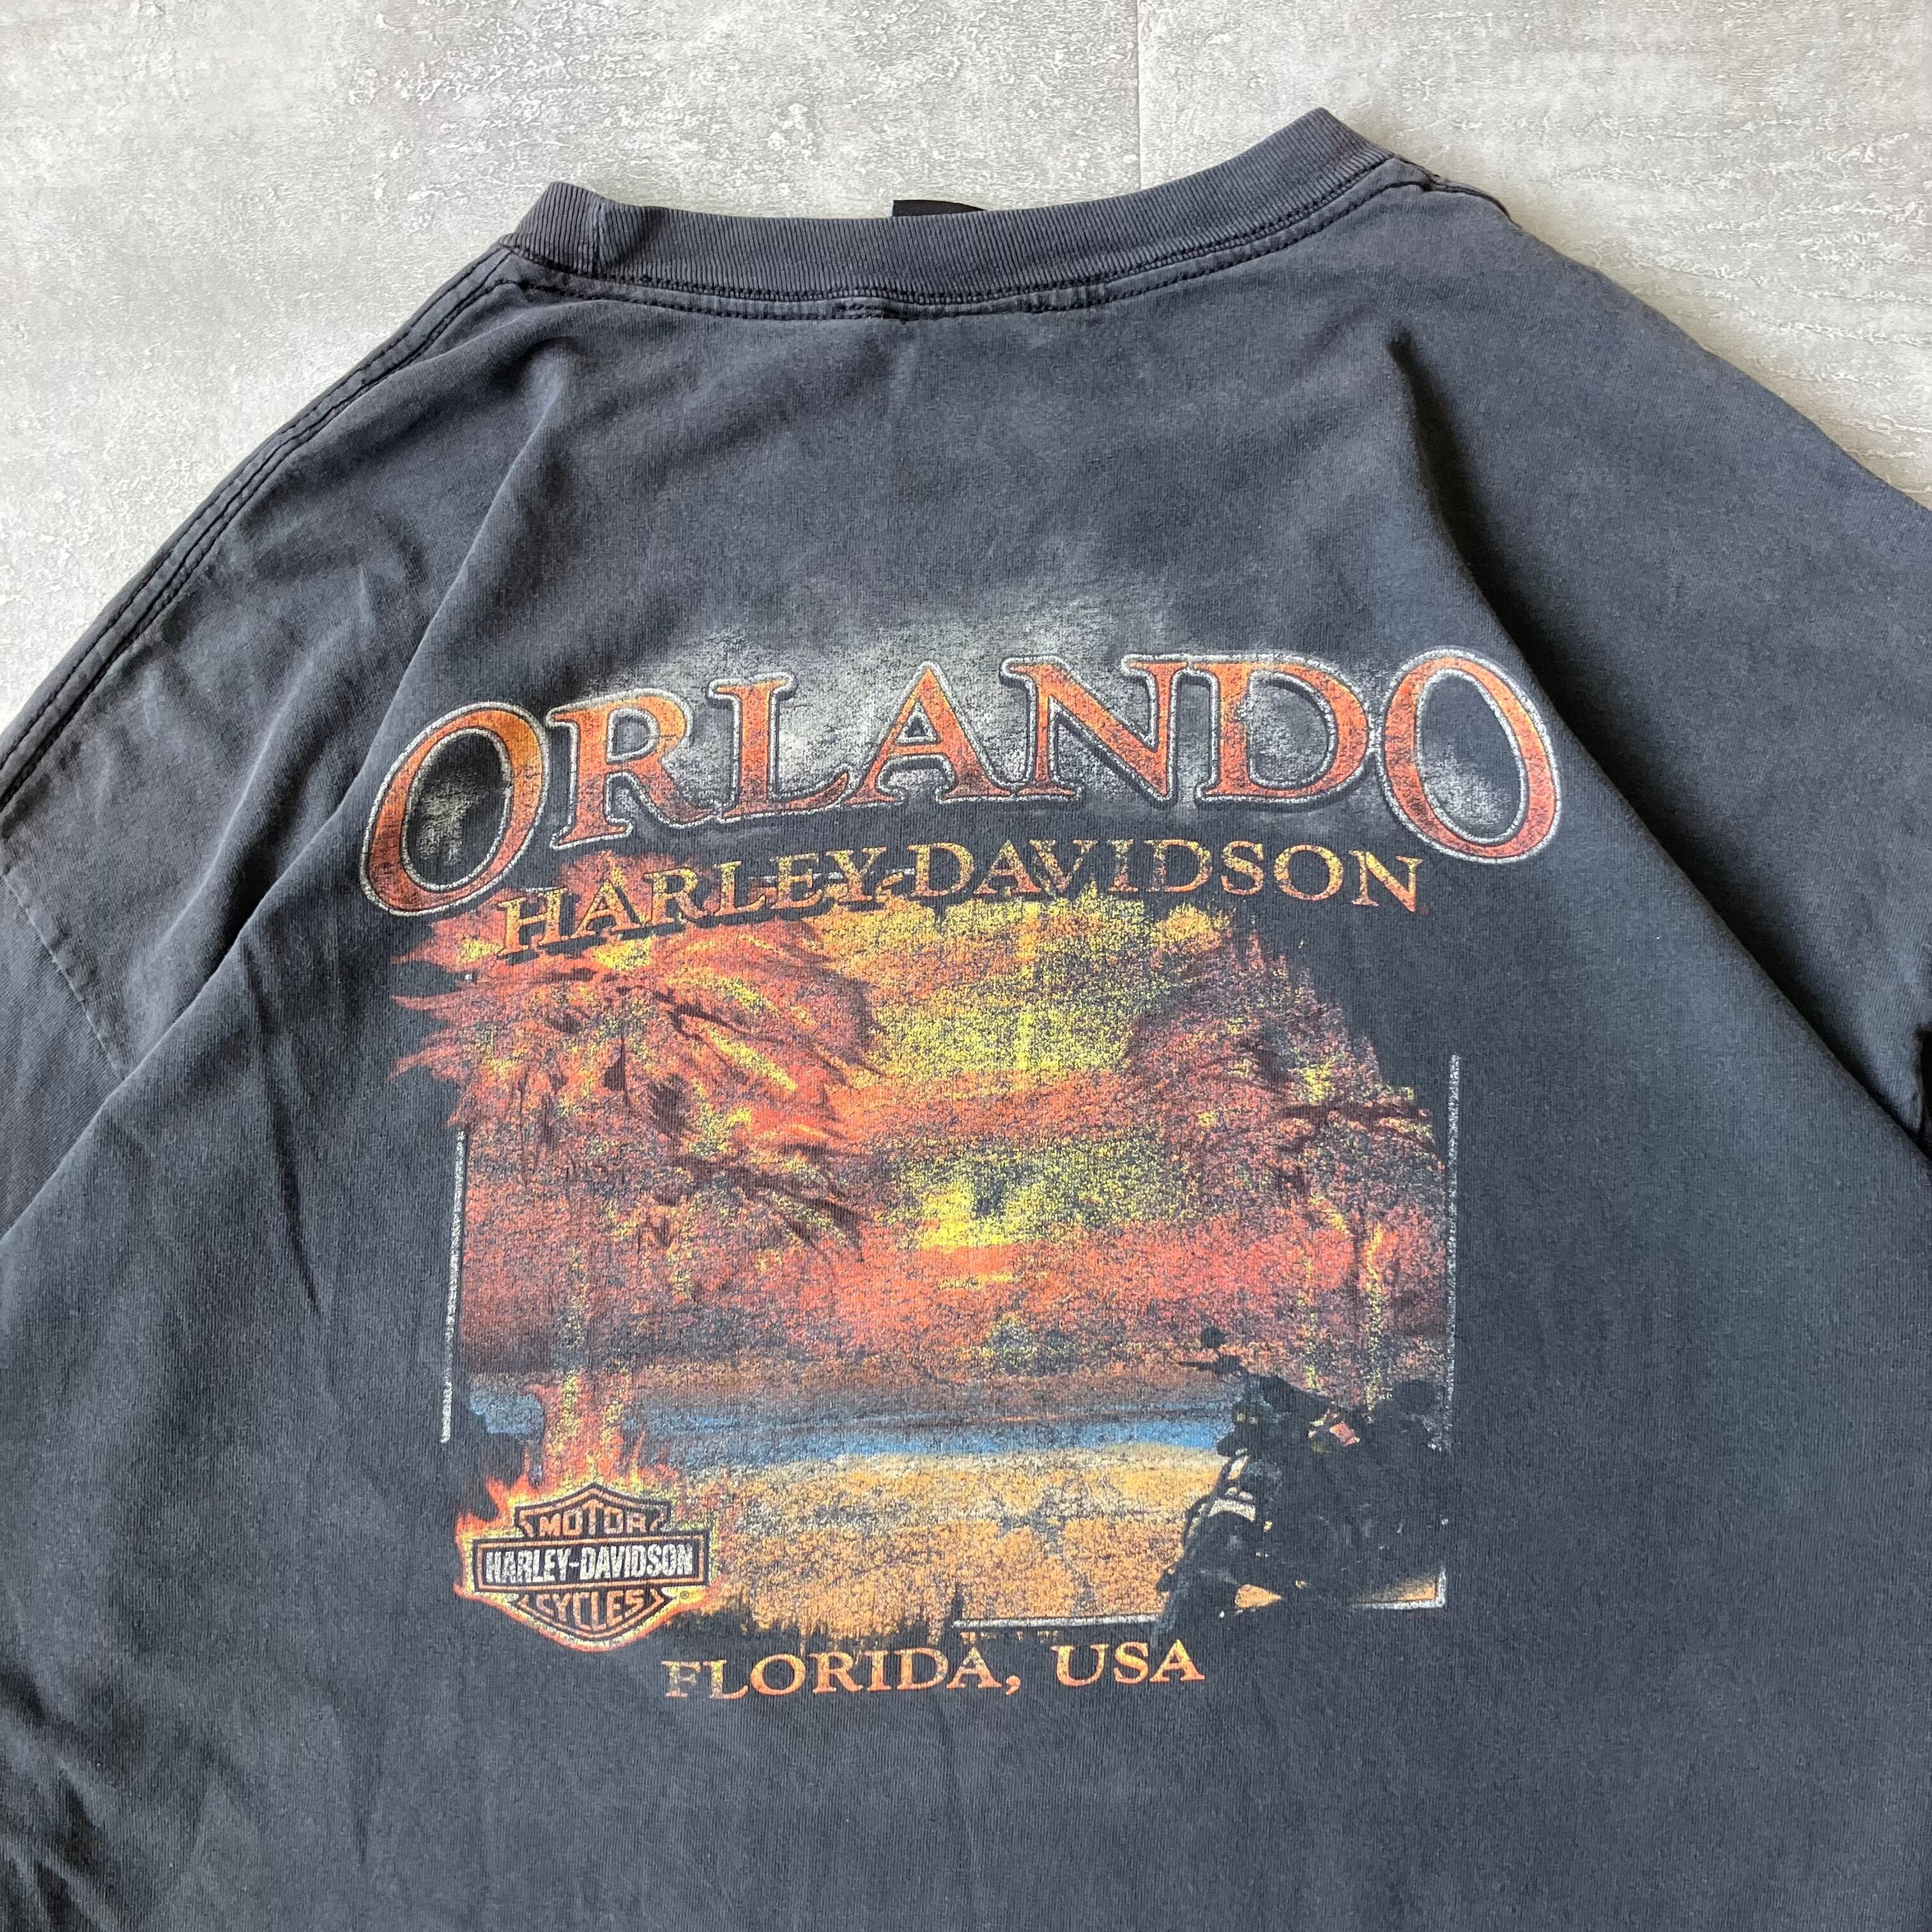 ORLANDO
HARLEY-DAVIDSON
MOTOR
HARLEY-DAVIDSON
CYCLES
®
FLORIDA, USA